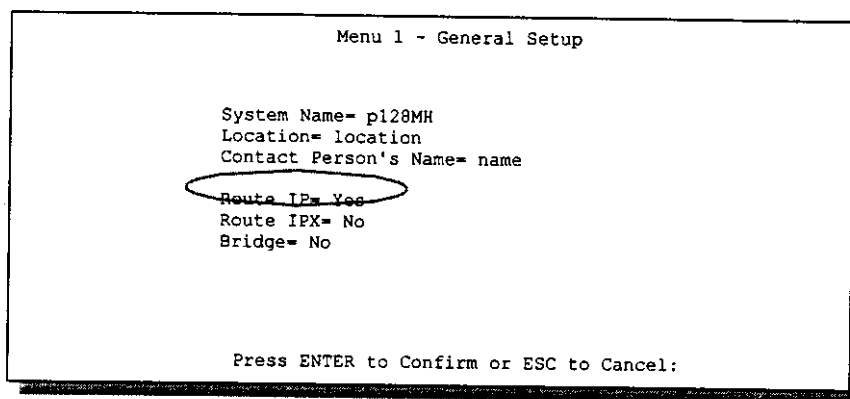 Menu 1 - General Setup
System Name= p128MH
Location= location
Contact Person's Name= name
Route IP= Yes
Route IPX= No
Bridge= No
Press ENTER to Confirm or ESC to Cancel: